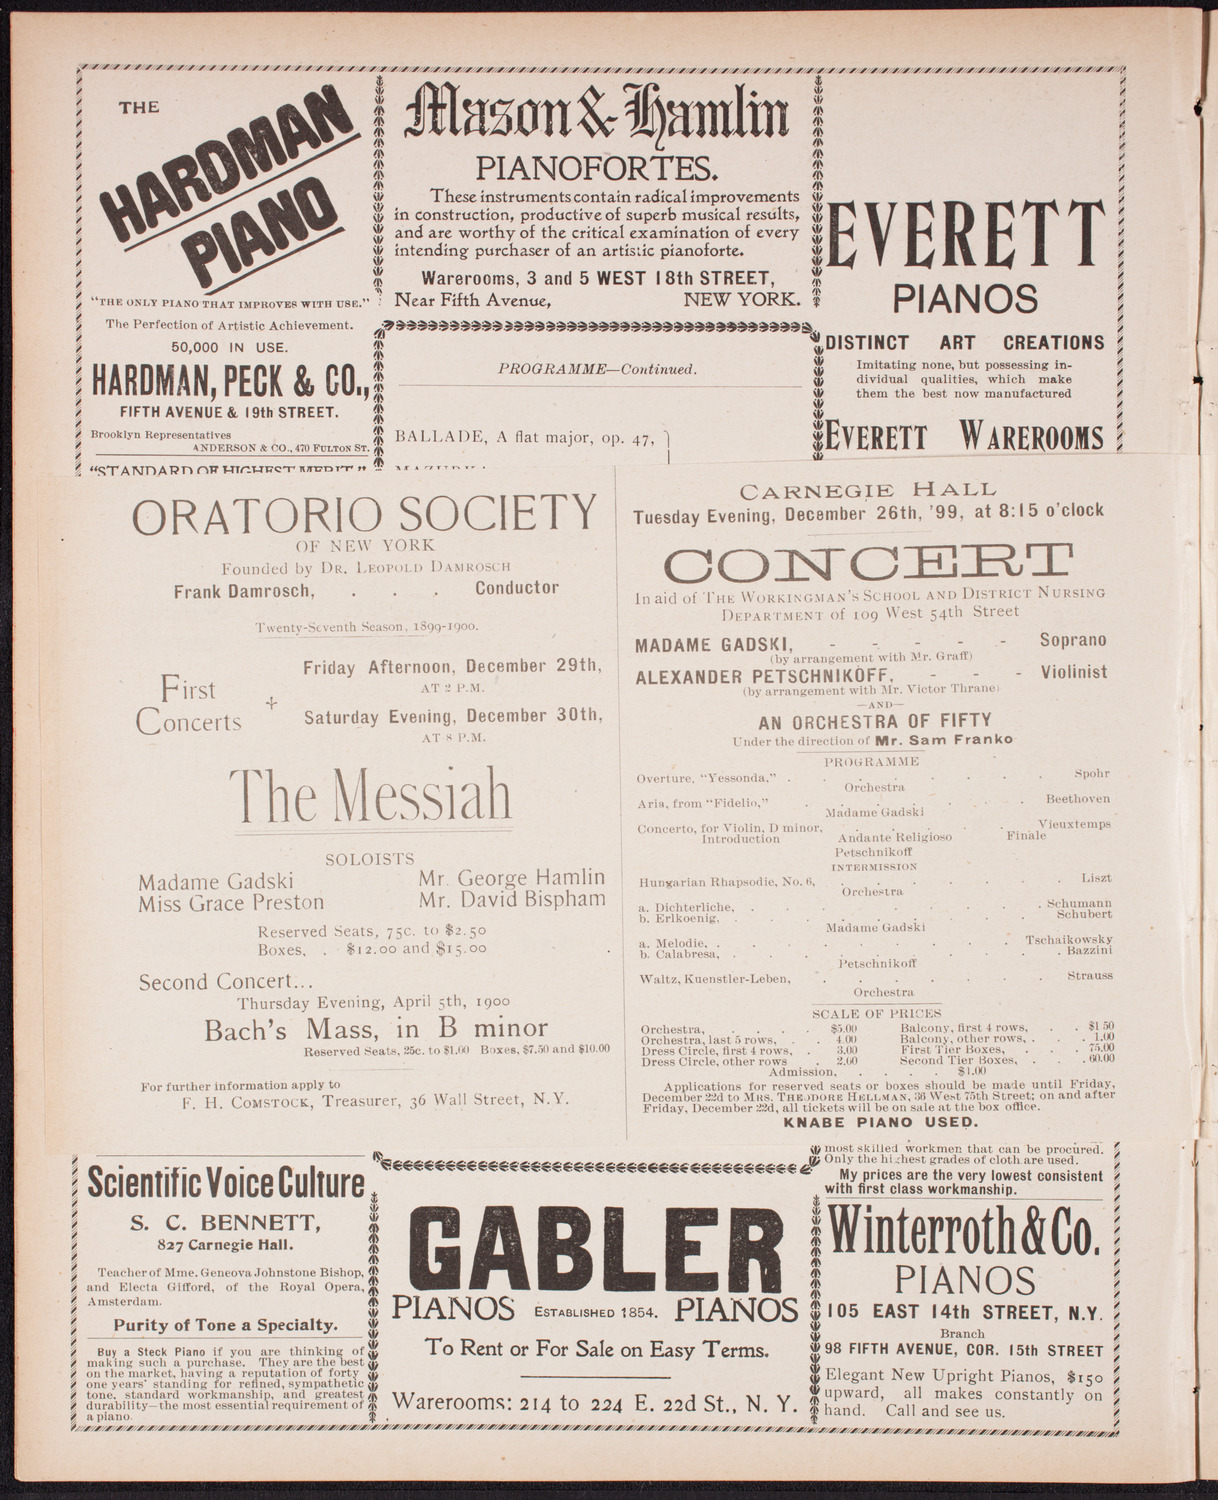 THE
HARDMAN
PIANO
"THE ONLY PIANO THAT IMPROVES WITH USE."
The Perfection of Artistic Achievement.
50,000 IN USE.
HARDMAN, PECK & CO.,
FIFTH AVENUE & 19th STREET.
Brooklyn Representatives
ANDERSON & CO., 470 FULTON ST.
"STANDARD OF HIGHEST MERIT"
Mason & Hamlin
PIANOFORTES.
These instruments contain radical improvements
in construction, productive of superb musical results,
and are worthy of the critical examination of every
intending purchaser of an artistic pianoforte.
Warerooms, 3 and 5 WEST 18th STREET,
Near Fifth Avenue, NEW YORK.
PROGRAMME—Continued.
BALLADE, A flat major, op. 47,
EVERETT
PIANOS
DISTINCT ART CREATIONS
Imitating none, but possessing in-
dividual qualities, which make
them the best now manufactured
EVERETT WAREROOMS
ORATORIO SOCIETY
OF NEW YORK
Founded by DR. LEOPOLD DAMROSCH
Frank Damrosch, . . . Conductor
Twenty-Seventh Season, 1899-1900.
First
Concerts
Friday Afternoon, December 29th,
AT 2 P.M.
Saturday Evening, December 30th,
AT 8 P.M.
The Messiah
SOLOISTS
Madame Gadski Mr. George Hamlin
Miss Grace Preston Mr. David Bispham
Reserved Seats, 75c. to $2.50
Boxes, . $12.00 and $15.00
Second Concert...
Thursday Evening, April 5th, 1900
Bach's Mass, in B minor
Reserved Seats, 25c. to $1.00 Boxes, $7.50 and $10.00
For further information apply to
F. H. COMSTOCK, Treasurer, 36 Wall Street, N.Y.
CARNEGIE HALL
Tuesday Evening, December 26th, '99, at 8:15 o'clock
CONCERT
In aid of THE WORKINGMAN'S SCHOOL AND DISTRICT NURSING
DEPARTMENT of 109 West 54th Street
MADAME GADSKI, - - - - - Soprano
(by arrangement with Mr. Graff)
ALEXANDER PETSCHNIKOFF, - - - Violinist
(by arrangement with Mr. Victor Thrane)
—AND—
AN ORCHESTRA OF FIFTY
Under the direction of Mr. Sam Franko
PROGRAMME
Overture, "Yessonda," . . . . . . . Spohr
Orchestra
Aria, from "Fidelio," . . . . . . . Beethoven
Madame Gadski
Concerto, for Violin, D minor, . . . . Vieuxtemps
Introduction Andante Religioso Finale
Petschnikoff
INTERMISSION
Hungarian Rhapsodie, No. 6, . . . . . . Liszt
Orchestra
a. Dichterliche, . . . . . . . . Schumann
b. Erlkoenig, . . . . . . . . Schubert
Madame Gadski
a. Melodie, . . . . . . . . Tschaikowsky
b. Calabresa, . . . . . . . . Bazzini
Petschnikoff
Waltz, Kuenstler-Leben, . . . . . . Strauss
Orchestra
SCALE OF PRICES
Orchestra, . . . . $5.00 Balcony, first 4 rows, . . $1.50
Orchestra, last 5 rows, . . 4.00 Balcony, other rows, . . . 1.00
Dress Circle, first 4 rows, . 3.00 First Tier Boxes, . . . 75.00
Dress Circle, other rows . 2.00 Second Tier Boxes, . . . 60.00
Admission, . . . . $1.00
Applications for reserved seats or boxes should be made until Friday,
December 22d to MRS. THEODORE HELLMAN, 36 West 75th Street; on and after
Friday, December 22d, all tickets will be on sale at the box office.
KNABE PIANO USED.
Scientific Voice Culture
S. C. BENNETT,
827 Carnegie Hall.
Teacher of Mme. Geneova Johnstone Bishop,
and Electa Gifford, of the Royal Opera,
Amsterdam.
Purity of Tone a Specialty.
Buy a Steck Piano if you are thinking of
making such a purchase. They are the best
on the market, having a reputation of forty
one years' standing for refined, sympathetic
tone, standard workmanship, and greatest
durability—the most essential requirement of
a piano.
GABLER
PIANOS ESTABLISHED 1854. PIANOS
To Rent or For Sale on Easy Terms.
Warerooms: 214 to 224 E. 22d St., N. Y.
most skilled workmen that can be procured.
Only the highest grades of cloth are used.
My prices are the very lowest consistent
with first class workmanship.
Winterroth & Co.
PIANOS
105 EAST 14th STREET, N.Y.
Branch
98 FIFTH AVENUE, COR. 15th STREET
Elegant New Upright Pianos, $150
upward, all makes constantly on
hand. Call and see us.